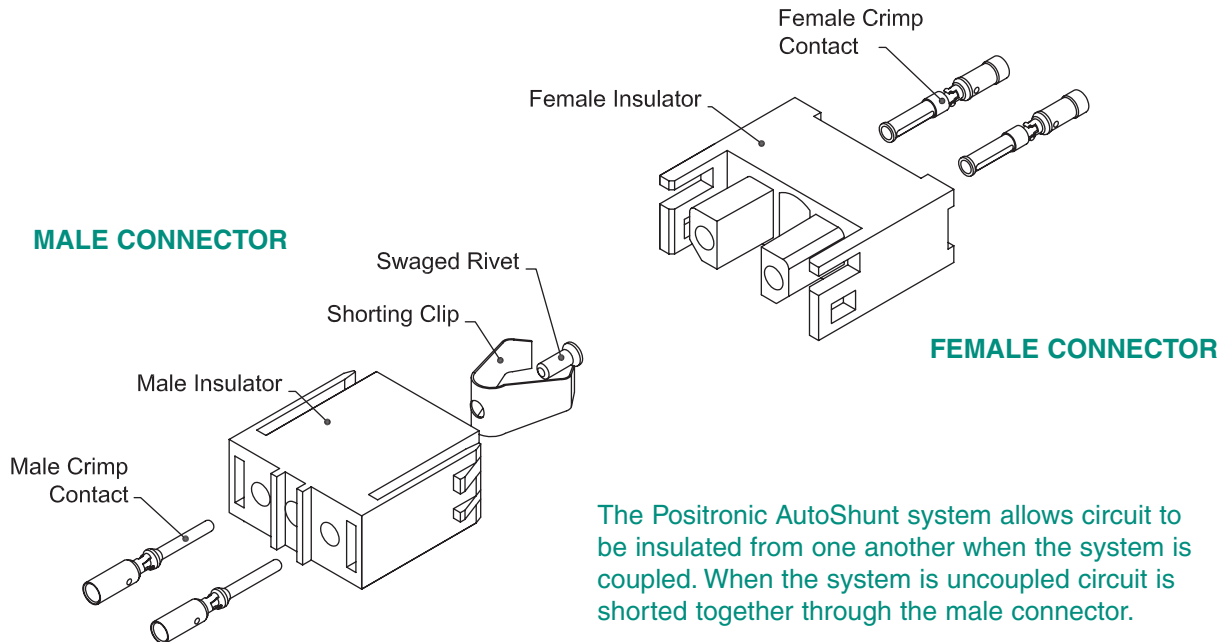 Female Crimp
Contact
Female Insulator
MALE CONNECTOR
Swaged Rivet
Shorting Clip
FEMALE CONNECTOR
Male Insulator
Male Crimp
Contact
The Positronic AutoShunt system allows circuit to
be insulated from one another when the system is
coupled. When the system is uncoupled circuit is
shorted together through the male connector.